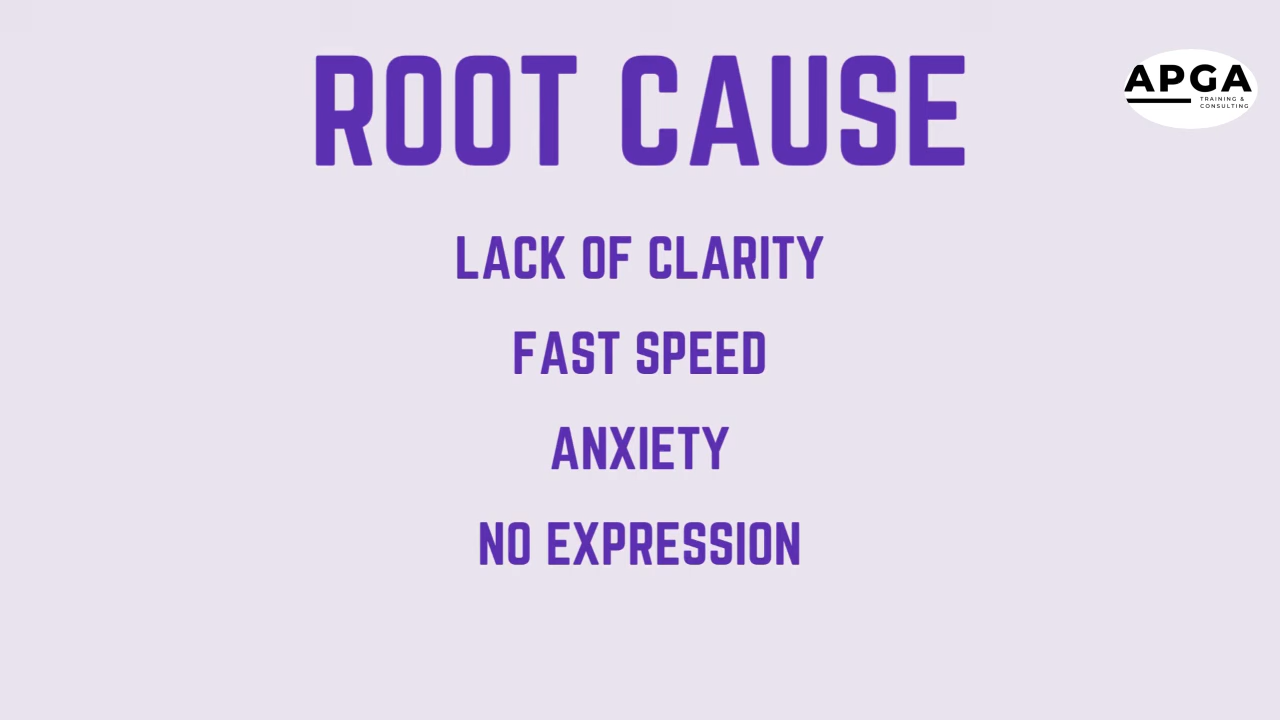 ROOT CAUSE
APGA
TRAINING &
CONSULTING
LACK OF CLARITY
FAST SPEED
ANXIETY
NO EXPRESSION